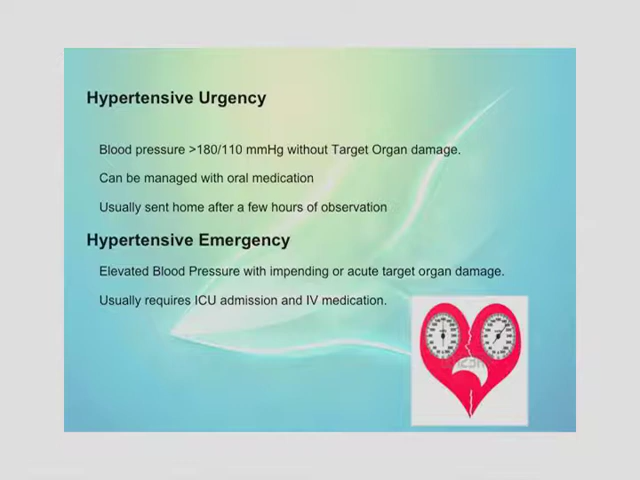 Hypertensive Urgency
Blood pressure >180/110 mmHg without Target Organ damage.
Can be managed with oral medication
Usually sent home after a few hours of observation
Hypertensive Emergency
Elevated Blood Pressure with impending or acute target organ damage.
Usually requires ICU admission and IV medication.